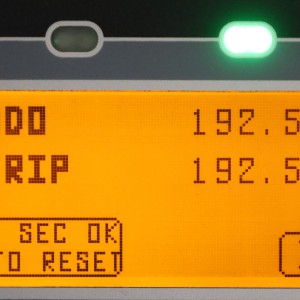 DO 192.5
RIP 192.5
SEC OK
TO RESET